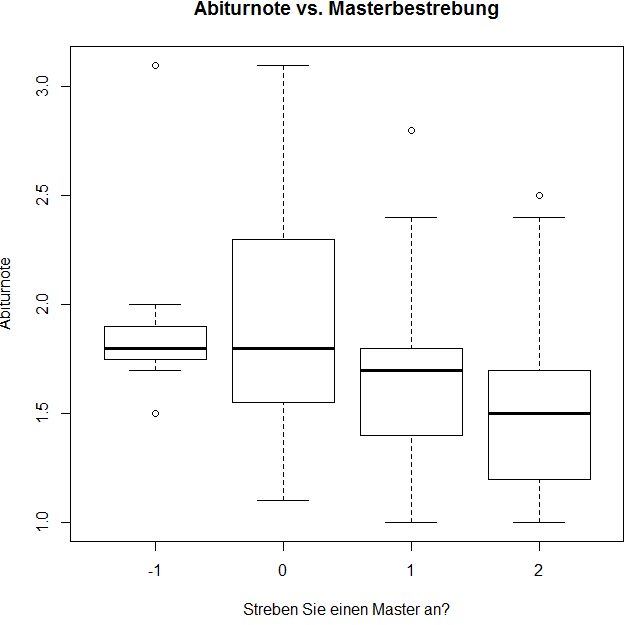 Abiturnote vs. Masterbestrebung
Abiturnote
3.0
2.5
2.0
1.5
1.0
-1 0 1 2
Streben Sie einen Master an?